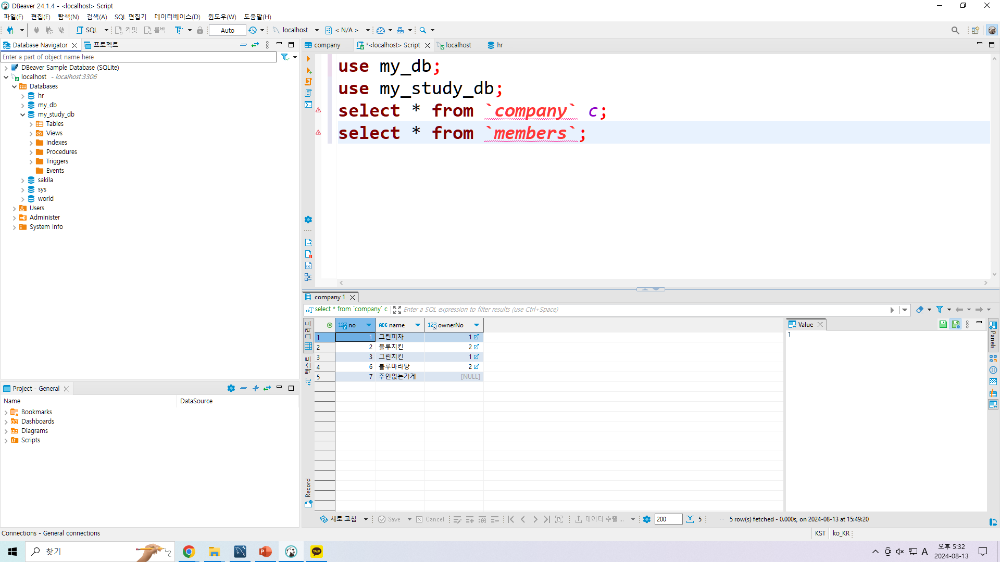 DBeaver 24.1.4 - <localhost> Script
파일(F) 편집(E) 탐색(N) 검색(A) SQL 편집기 데이터베이스(D) 윈도우(W) 도움말(H)
SQL 커밋 롤백 Auto localhost < N/A >
Database Navigator 프로젝트
Enter a part of object name here
DBeaver Sample Database (SQLite)
localhost - localhost:3306
Databases
hr
my_db
my_study_db
Tables
Views
Indexes
Procedures
Triggers
Events
sakila
sys
world
Users
Administer
System Info
Project - General
Name DataSource
Bookmarks
Dashboards
Diagrams
Scripts
company *<localhost> Script localhost hr
use my_db;
use my_study_db;
select * from `company` c;
select * from `members`;
company 1
select * from `company` c Enter a SQL expression to filter results (use Ctrl+Space)
그리드
텍스트
Record
123 no ABC name 123 ownerNo
1 1 그린피자 1
2 2 블루치킨 2
3 3 그린치킨 1
4 6 블루마라탕 2
5 7 주인없는가게 [NULL]
Value
1
Panels
새로 고침 Save Cancel 데이터 추출 ... 200 5 ... 5 row(s) fetched - 0.000s, on 2024-08-13 at 15:49:20
Connections - General connections
KST ko_KR
찾기
TALK
A
오후 5:32
2024-08-13